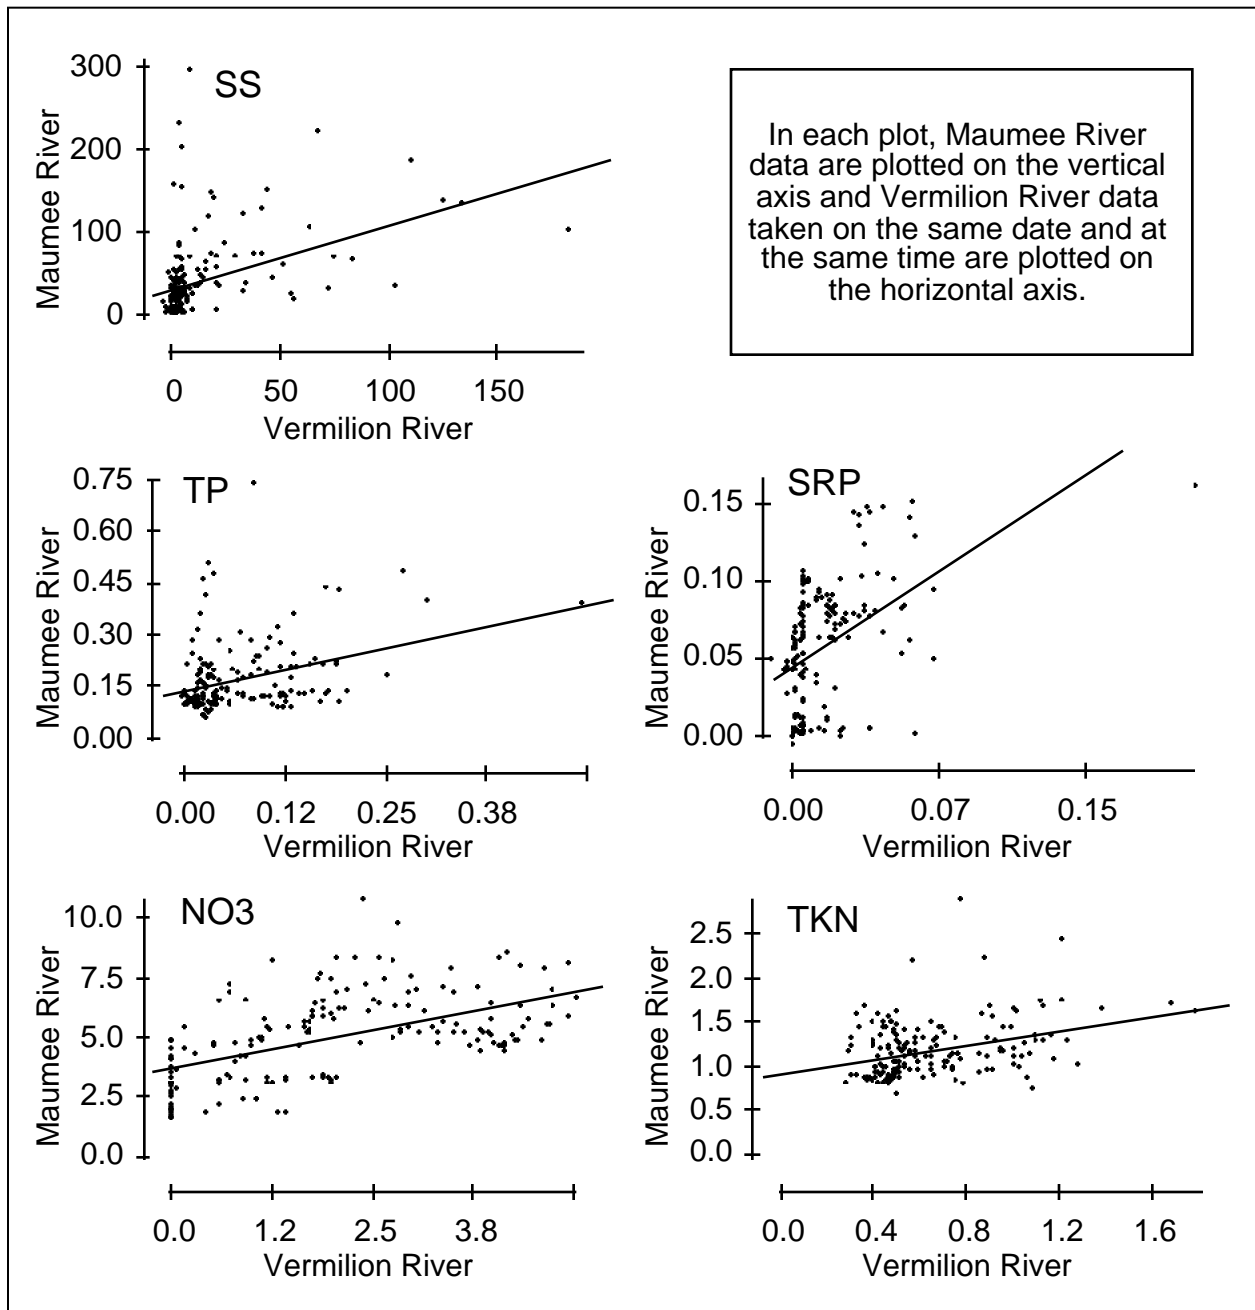 SS
300
200
100
0
Maumee River
0 50 100 150
Vermilion River
In each plot, Maumee River
data are plotted on the vertical
axis and Vermilion River data
taken on the same date and at
the same time are plotted on
the horizontal axis.
TP
0.75
0.60
0.45
0.30
0.15
0.00
Maumee River
0.00 0.12 0.25 0.38
Vermilion River
SRP
0.15
0.10
0.05
0.00
Maumee River
0.00 0.07 0.15
Vermilion River
NO3
10.0
7.5
5.0
2.5
0.0
Maumee River
0.0 1.2 2.5 3.8
Vermilion River
TKN
2.5
2.0
1.5
1.0
0.5
0.0
Maumee River
0.0 0.4 0.8 1.2 1.6
Vermilion River